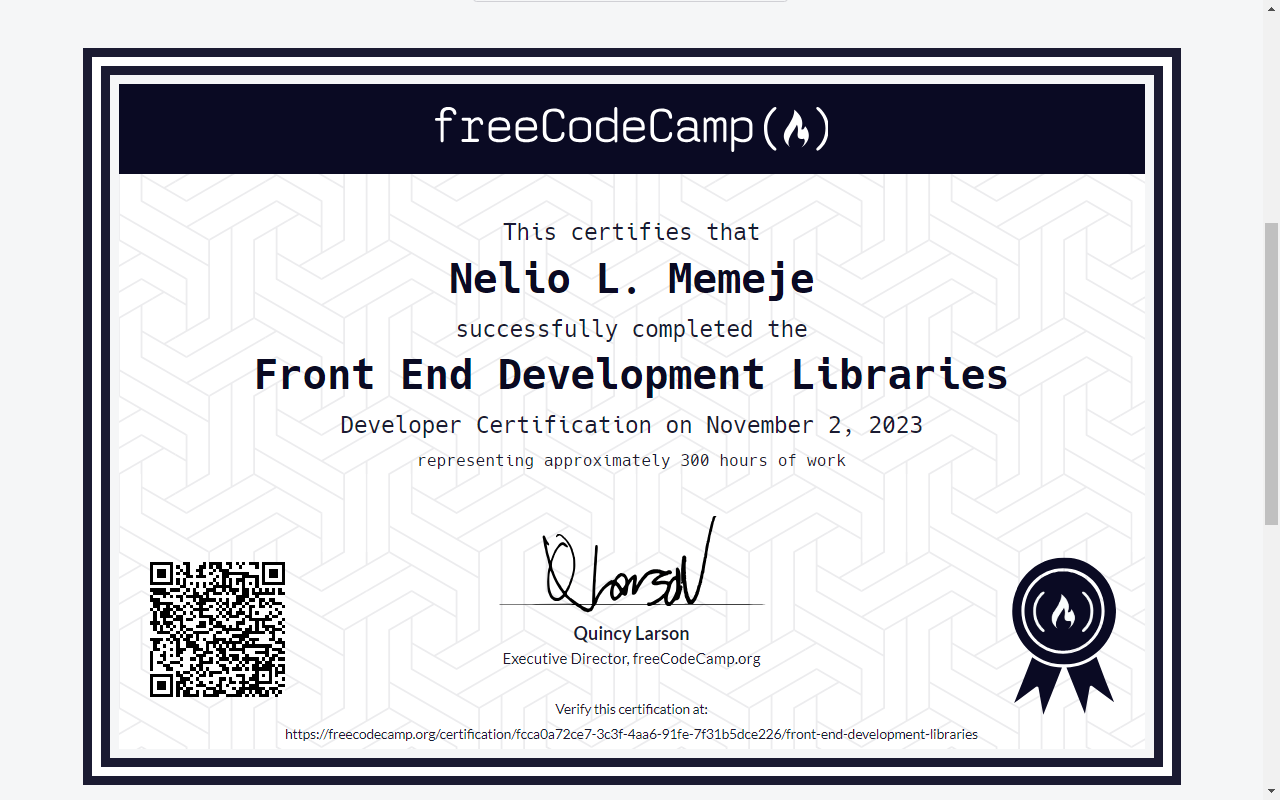 freeCodeCamp(🔥)
This certifies that
Nelio L. Memeje
successfully completed the
Front End Development Libraries
Developer Certification on November 2, 2023
representing approximately 300 hours of work
Q Larson
Quincy Larson
Executive Director, freeCodeCamp.org
Verify this certification at:
https://freecodecamp.org/certification/fcca0a72ce7-3c3f-4aa6-91fe-7f31b5dce226/front-end-development-libraries